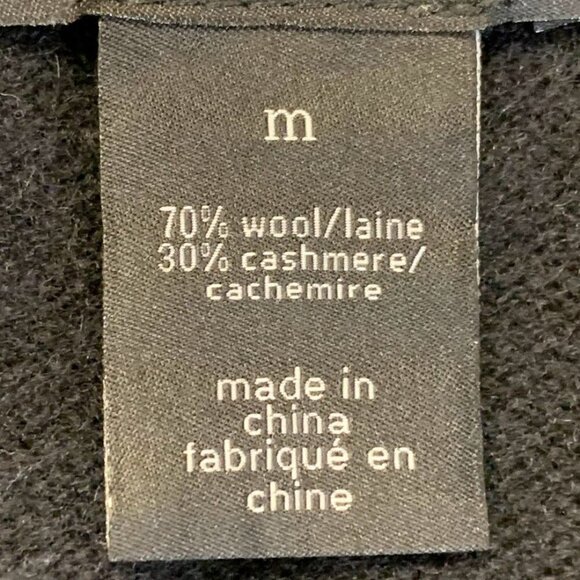 m
70% wool/laine
30% cashmere/
cachemire
made in
china
fabriqué en
chine